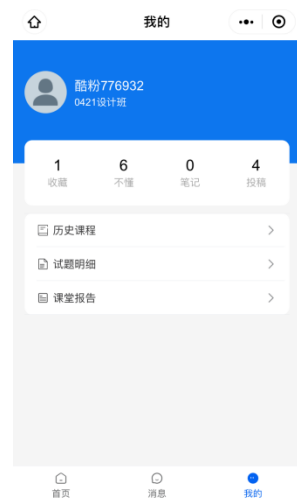 我的
酷粉776932
0421设计班
1 6 0 4
收藏 不懂 笔记 投稿
历史课程
试题明细
课堂报告
首页 消息 我的